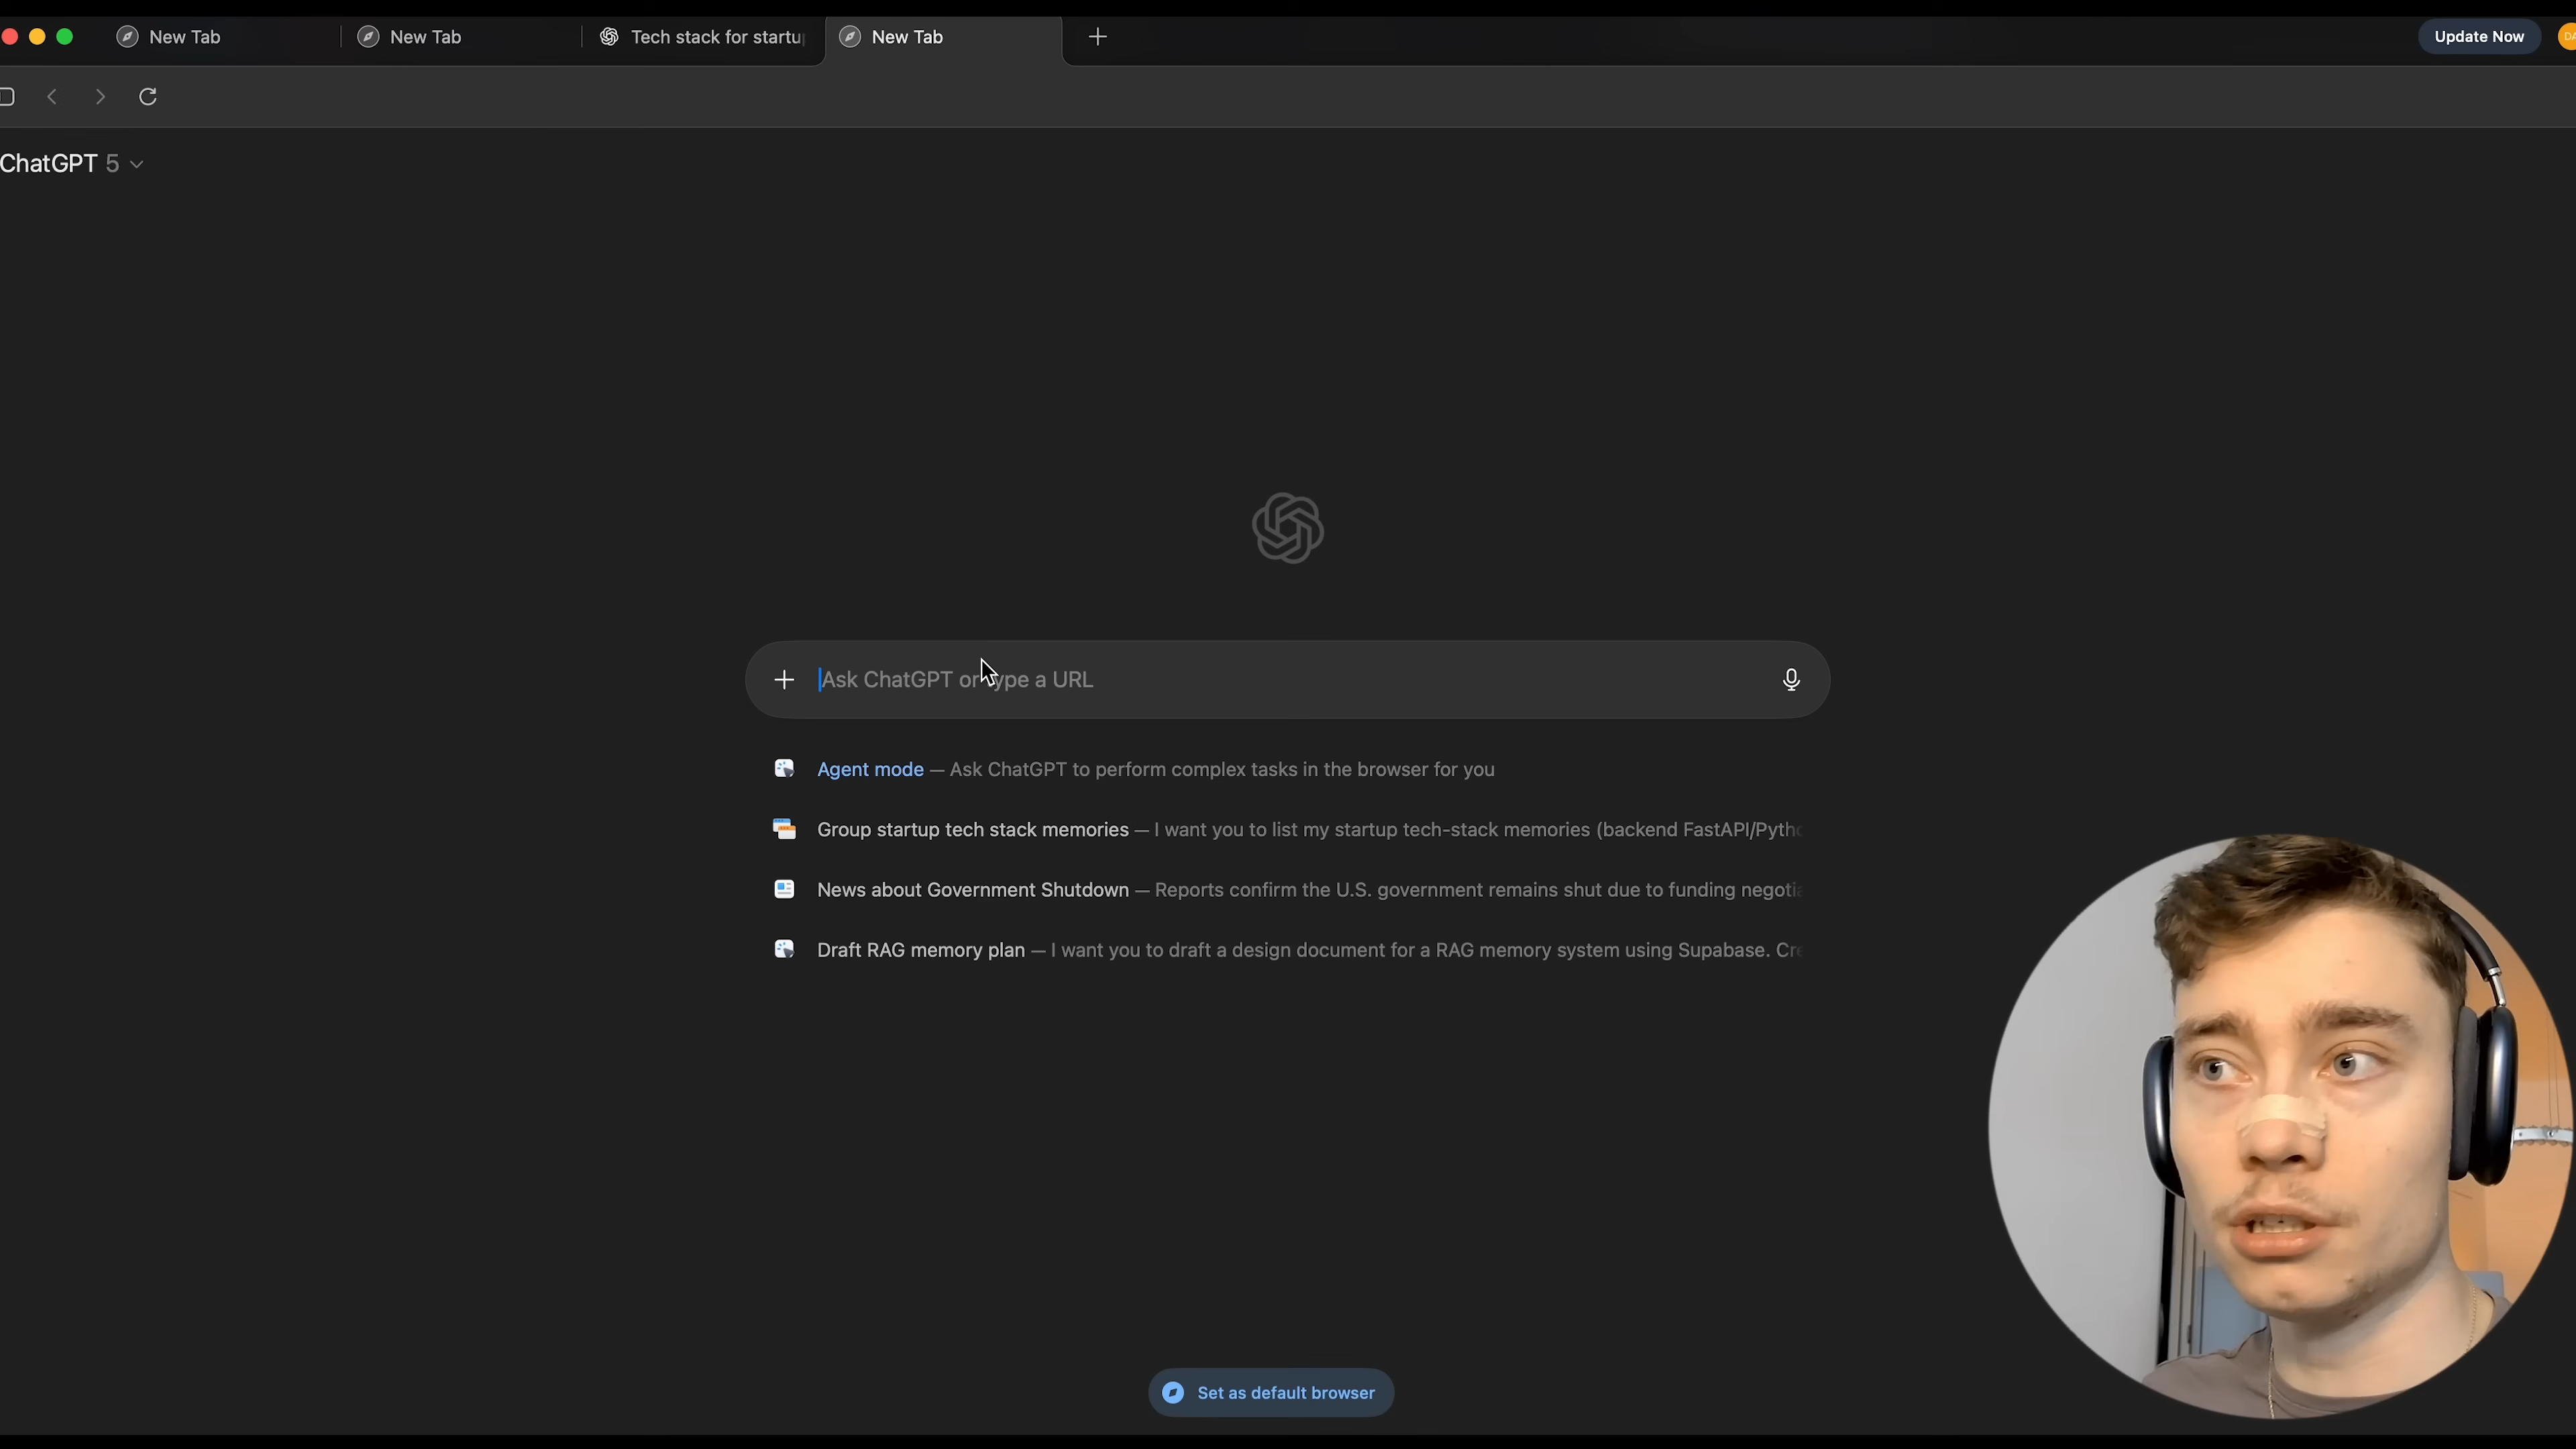 New Tab
New Tab
Tech stack for startu
New Tab
Update Now
DA
ChatGPT 5
Ask ChatGPT or type a URL
Agent mode — Ask ChatGPT to perform complex tasks in the browser for you
Group startup tech stack memories — I want you to list my startup tech-stack memories (backend FastAPI/Pytho
News about Government Shutdown — Reports confirm the U.S. government remains shut due to funding negotia
Draft RAG memory plan — I want you to draft a design document for a RAG memory system using Supabase. Cre
Set as default browser